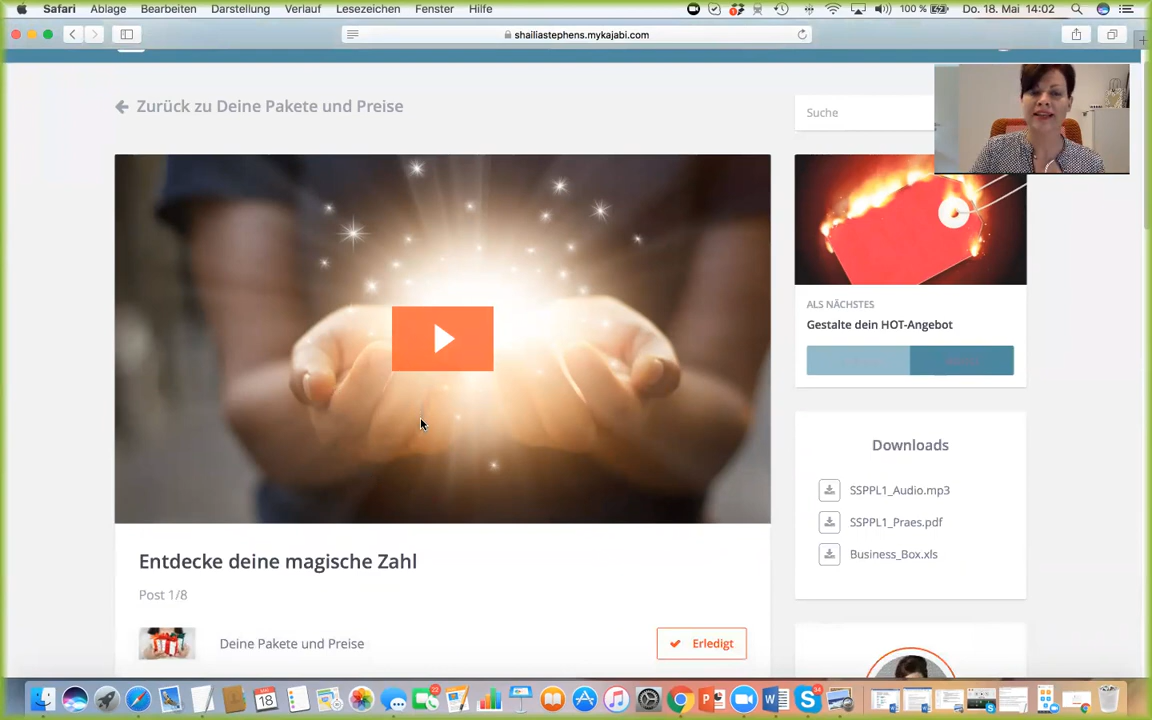 Safari Ablage Bearbeiten Darstellung Verlauf Lesezeichen Fenster Hilfe 100 % Do. 18. Mai 14:02
shailiastephens.mykajabi.com
Zurück zu Deine Pakete und Preise
Suche
ALS NÄCHSTES
Gestalte dein HOT-Angebot
Downloads
SSPPL1_Audio.mp3
SSPPL1_Praes.pdf
Business_Box.xls
Entdecke deine magische Zahl
Post 1/8
Deine Pakete und Preise
Erledigt